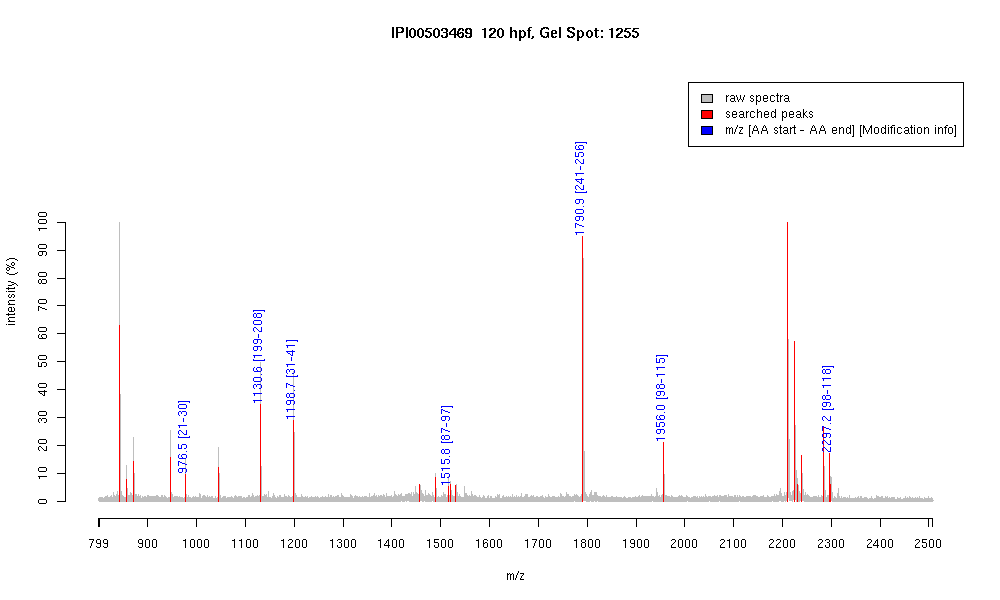 IPI00503469 120 hpf, Gel Spot: 1255
raw spectra
searched peaks
m/z [AA start - AA end] [Modification info]
intensity (%)
100
90
80
70
60
50
40
30
20
10
0
976.5 [21-30]
1130.6 [199-208]
1198.7 [31-41]
1515.8 [87-97]
1790.9 [241-256]
1956.0 [98-115]
2297.2 [98-118]
799 900 1000 1100 1200 1300 1400 1500 1600 1700 1800 1900 2000 2100 2200 2300 2400 2500
m/z